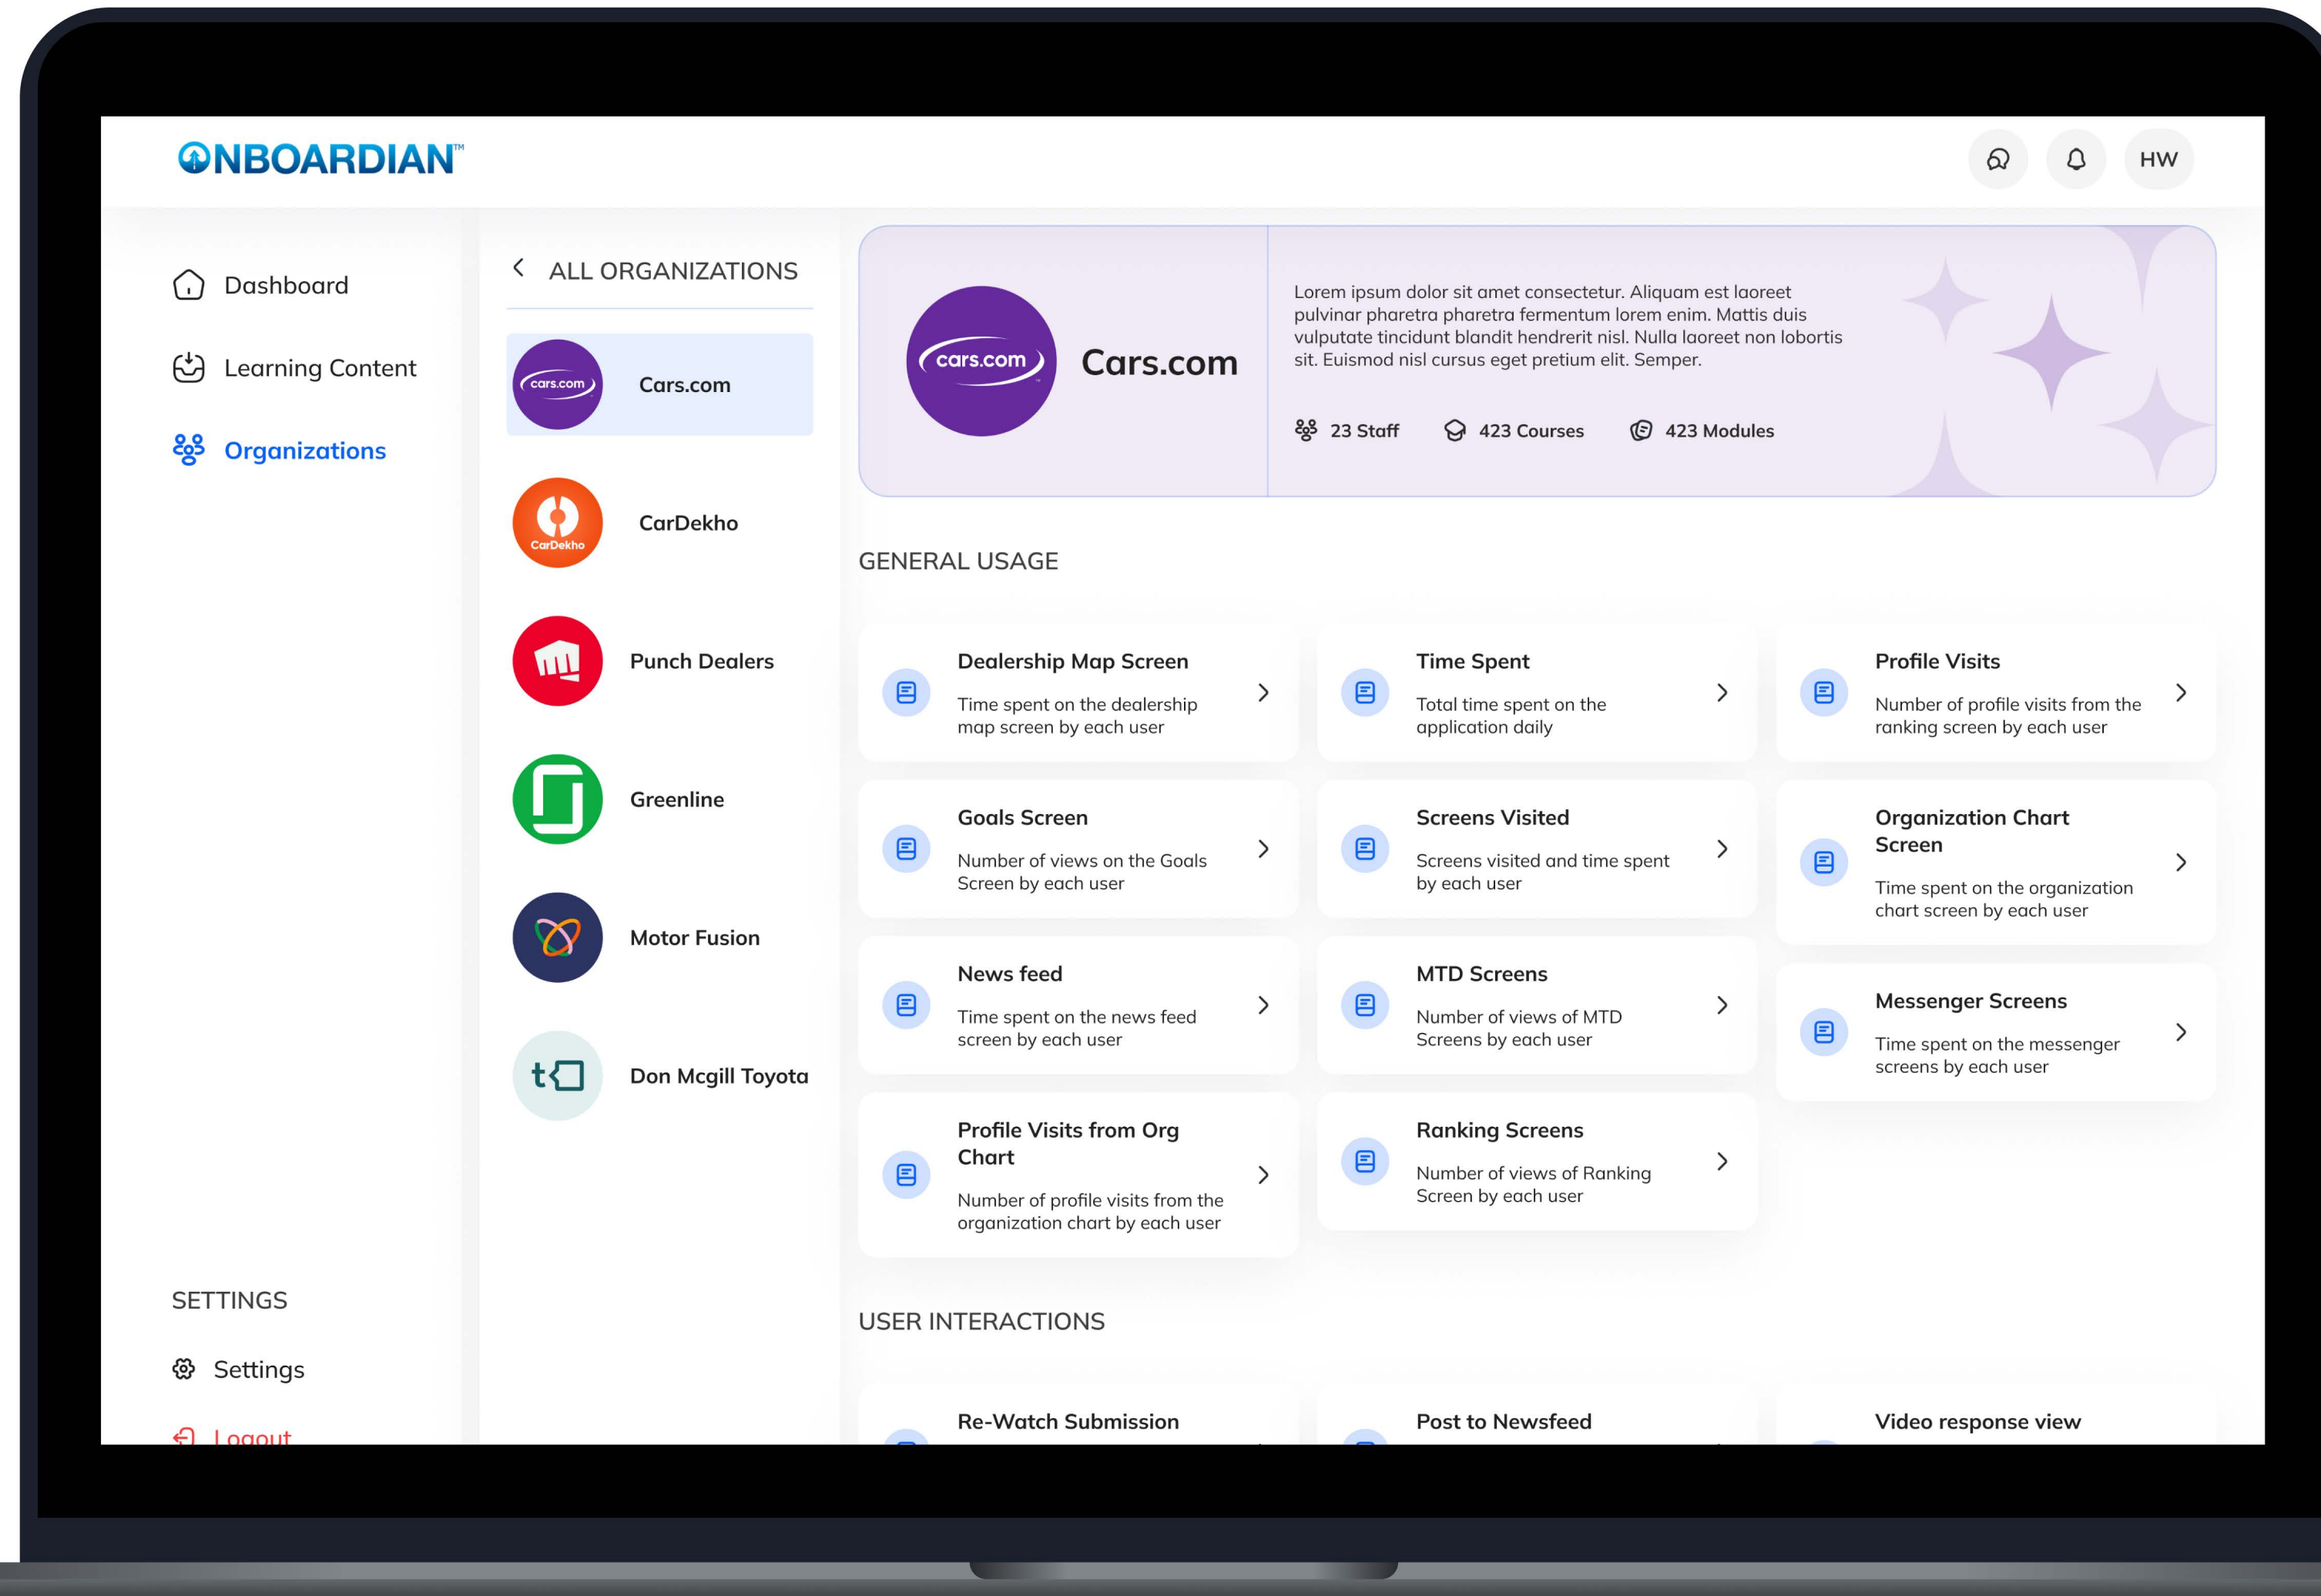 ONBOARDIAN™
HW
Dashboard
Learning Content
Organizations
SETTINGS
Settings
Logout
ALL ORGANIZATIONS
cars.com
Cars.com
CarDekho
CarDekho
Punch Dealers
Greenline
Motor Fusion
t
Don Mcgill Toyota
cars.com
Cars.com
Lorem ipsum dolor sit amet consectetur. Aliquam est laoreet
pulvinar pharetra pharetra fermentum lorem enim. Mattis duis
vulputate tincidunt blandit hendrerit nisl. Nulla laoreet non lobortis
sit. Euismod nisl cursus eget pretium elit. Semper.
23 Staff
423 Courses
423 Modules
GENERAL USAGE
Dealership Map Screen
Time spent on the dealership
map screen by each user
Time Spent
Total time spent on the
application daily
Profile Visits
Number of profile visits from the
ranking screen by each user
Goals Screen
Number of views on the Goals
Screen by each user
Screens Visited
Screens visited and time spent
by each user
Organization Chart
Screen
Time spent on the organization
chart screen by each user
News feed
Time spent on the news feed
screen by each user
MTD Screens
Number of views of MTD
Screens by each user
Messenger Screens
Time spent on the messenger
screens by each user
Profile Visits from Org
Chart
Number of profile visits from the
organization chart by each user
Ranking Screens
Number of views of Ranking
Screen by each user
USER INTERACTIONS
Re-Watch Submission
Post to Newsfeed
Video response view